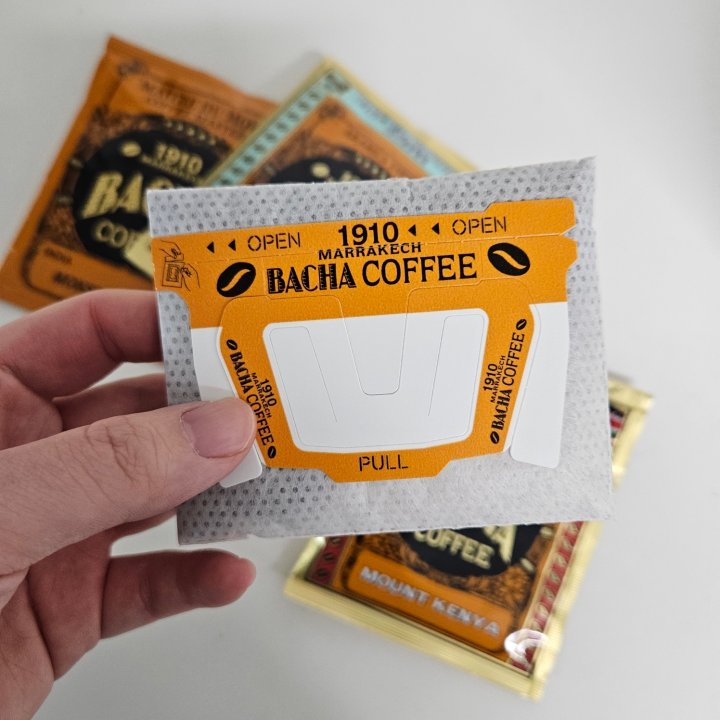 1910
MARRAKECH
BACHA
COFFEE
OPEN 1910 OPEN
MARRAKECH
BACHA COFFEE
1910
MARRAKECH
BACHA COFFEE
1910
MARRAKECH
BACHA COFFEE
PULL
COFFEE
MOUNT KENYA